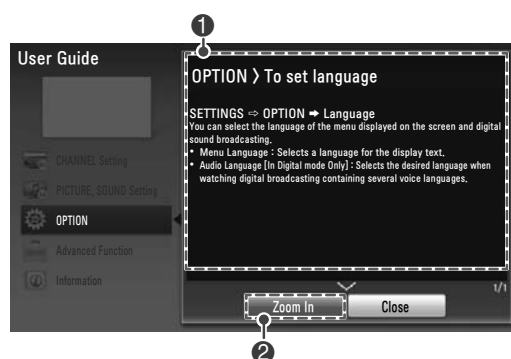 ❶
User Guide
OPTION 〉 To set language
SETTINGS ⇨ OPTION ➡ Language
You can select the language of the menu displayed on the screen and digital
sound broadcasting.
• Menu Language : Selects a language for the display text.
• Audio Language [In Digital mode Only] : Selects the desired language when
watching digital broadcasting containing several voice languages.
CHANNEL Setting
PICTURE, SOUND Setting
OPTION
Advanced Function
Information
1/1
Zoom In
Close
❷